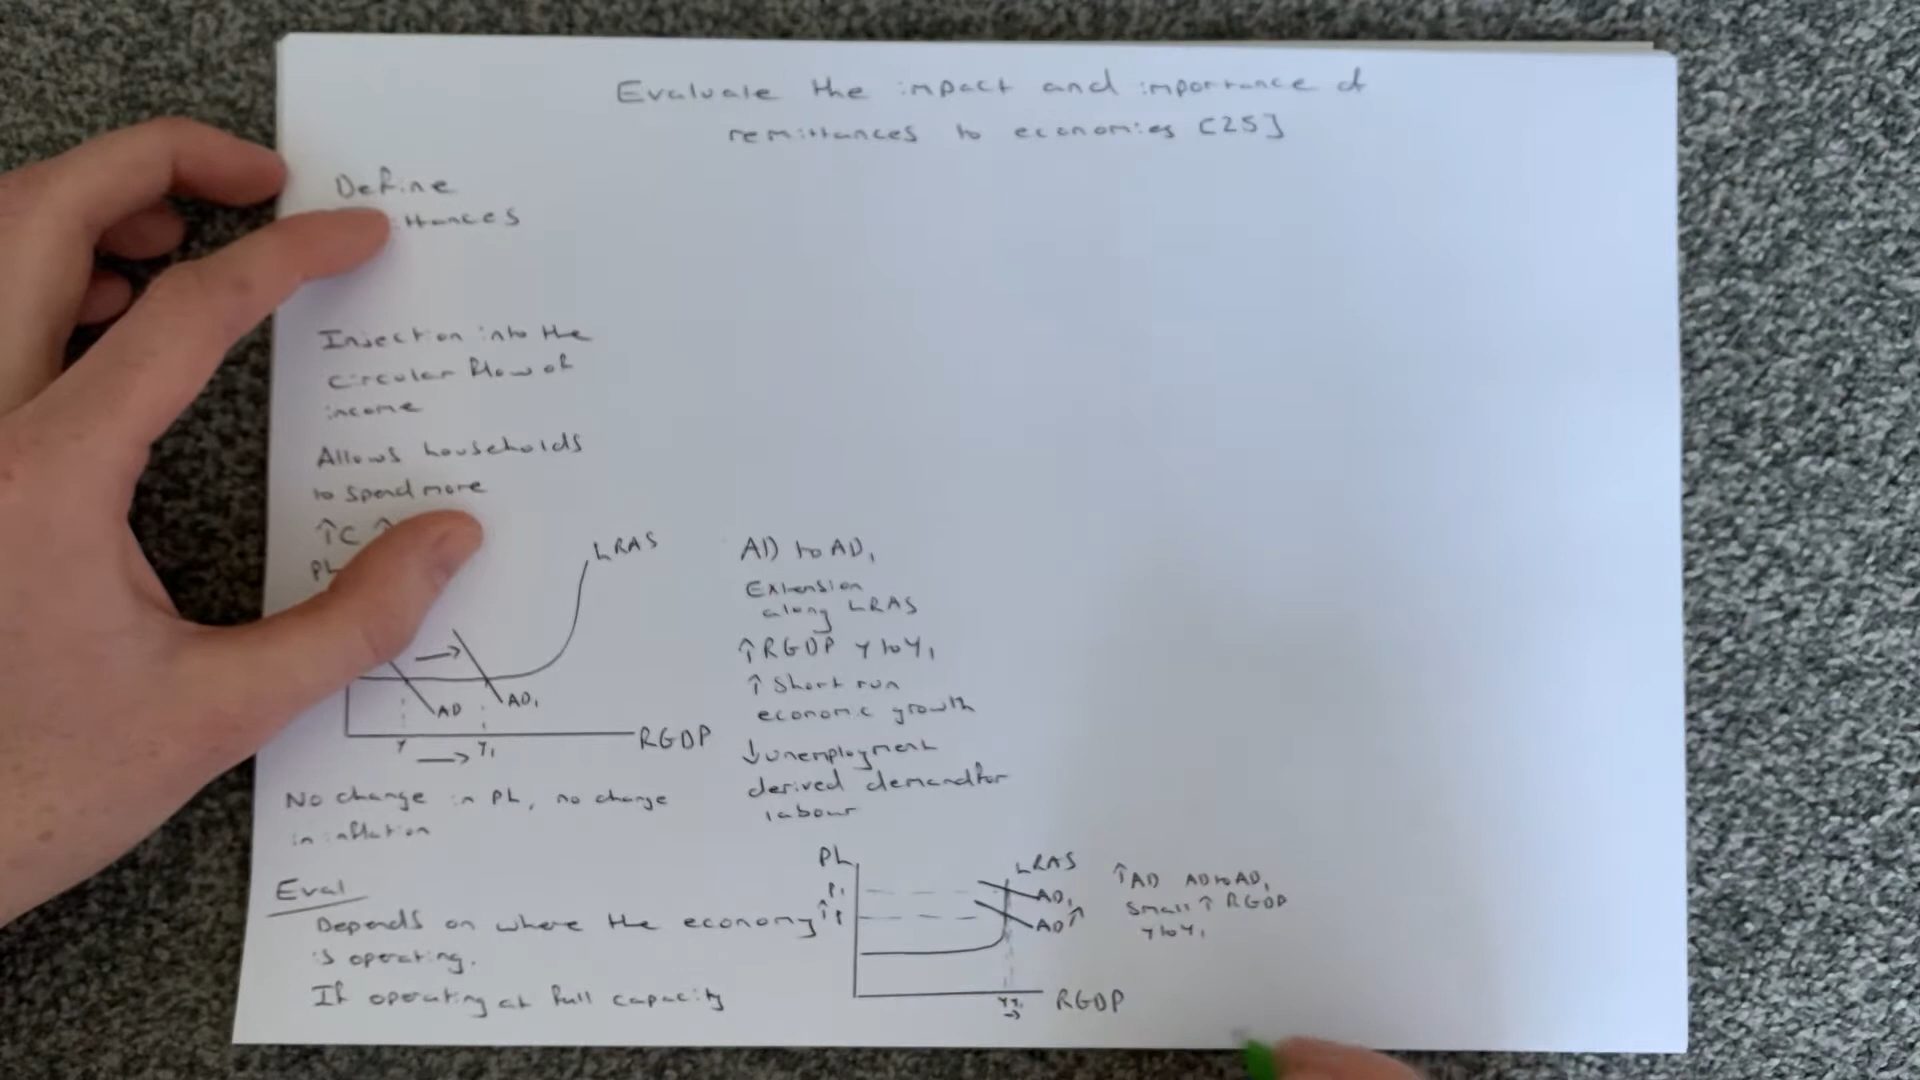 Evaluate the impact and importance of
remittances to economies [25]
Define
ttances
Injection into the
circular flow of
income
Allows households
to spend more
↑C ↑
PL
LRAS
→
AD
AD₁
Y → Y₁
RGDP
No change in PL, no change
in inflation
AD to AD₁
Extension
along LRAS
↑RGDP Y to Y₁
↑ Short run
economic growth
↓ unemployment
derived demand for
labour
Eval
Depends on where the economy
is operating.
If operating at full capacity
PL
P₁
↑P
LRAS
AD₁
AD ↑
Y Y₁
→
RGDP
↑AD AD to AD₁
Small ↑ RGDP
Y to Y₁